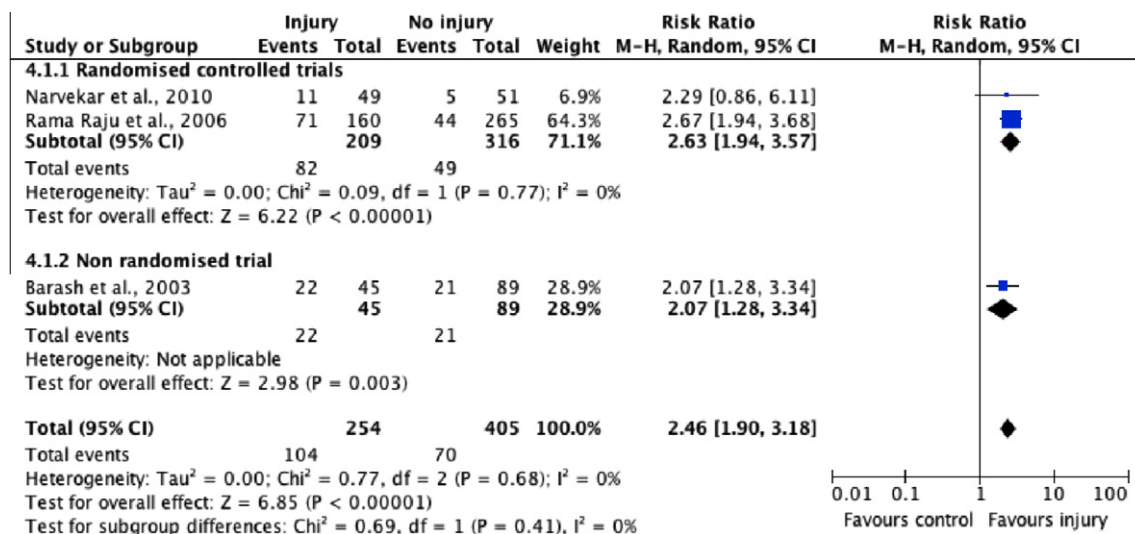 Injury No injury Risk Ratio Risk Ratio
Study or Subgroup Events Total Events Total Weight M-H, Random, 95% CI M-H, Random, 95% CI
4.1.1 Randomised controlled trials
Narvekar et al., 2010 11 49 5 51 6.9% 2.29 [0.86, 6.11]
Rama Raju et al., 2006 71 160 44 265 64.3% 2.67 [1.94, 3.68]
Subtotal (95% CI) 209 316 71.1% 2.63 [1.94, 3.57]
Total events 82 49
Heterogeneity: Tau² = 0.00; Chi² = 0.09, df = 1 (P = 0.77); I² = 0%
Test for overall effect: Z = 6.22 (P < 0.00001)
4.1.2 Non randomised trial
Barash et al., 2003 22 45 21 89 28.9% 2.07 [1.28, 3.34]
Subtotal (95% CI) 45 89 28.9% 2.07 [1.28, 3.34]
Total events 22 21
Heterogeneity: Not applicable
Test for overall effect: Z = 2.98 (P = 0.003)
Total (95% CI) 254 405 100.0% 2.46 [1.90, 3.18]
Total events 104 70
Heterogeneity: Tau² = 0.00; Chi² = 0.77, df = 2 (P = 0.68); I² = 0%
Test for overall effect: Z = 6.85 (P < 0.00001)
Test for subgroup differences: Chi² = 0.69, df = 1 (P = 0.41), I² = 0%
0.01 0.1 1 10 100
Favours control Favours injury